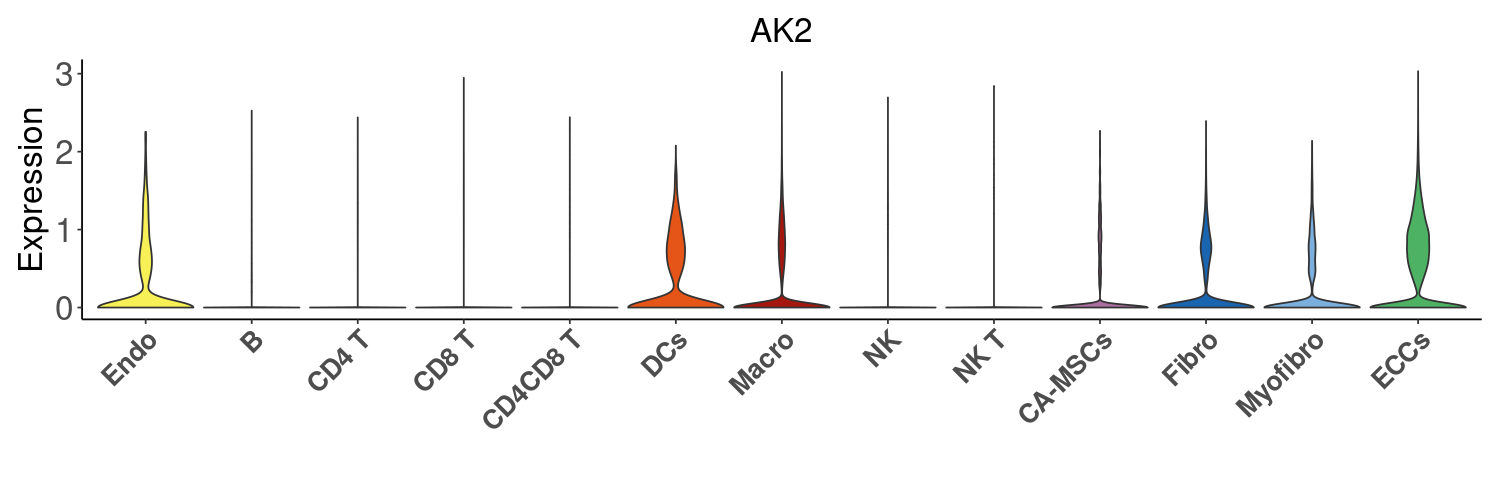 AK2
Expression
3
2
1
0
Endo
B
CD4 T
CD8 T
CD4CD8 T
DCs
Macro
NK
NK T
CA-MSCs
Fibro
Myofibro
ECCs